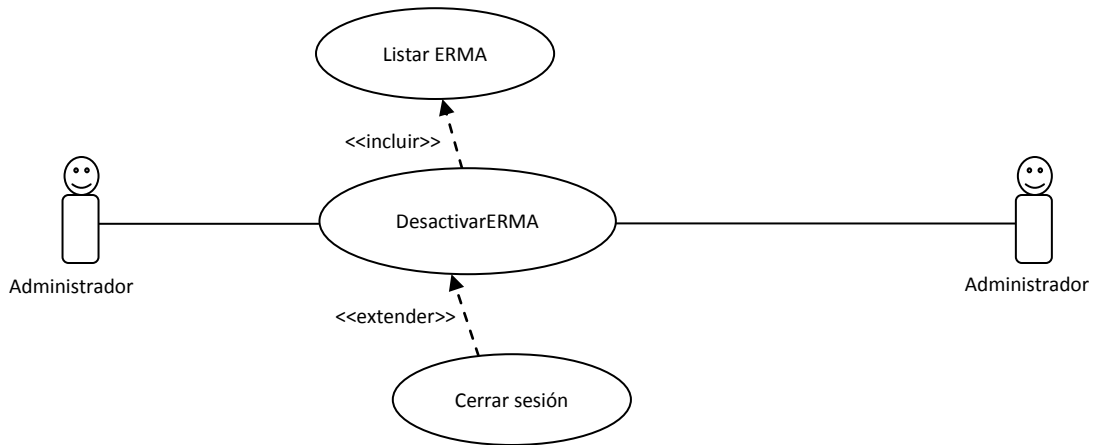 Listar ERMA
<<incluir>>
DesactivarERMA
Administrador
Administrador
<<extender>>
Cerrar sesión